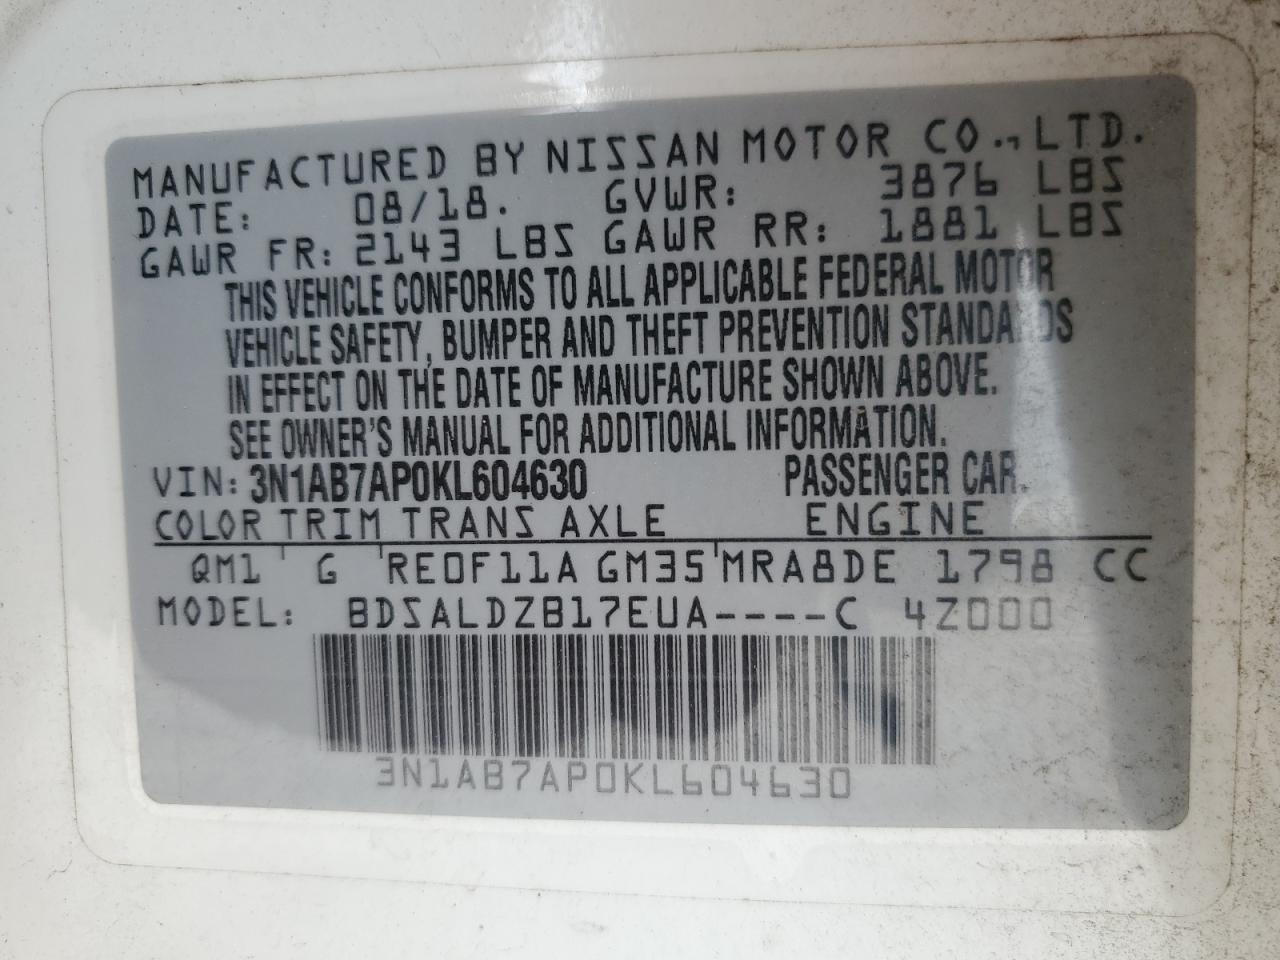 MANUFACTURED BY NISSAN MOTOR CO., LTD.
DATE: 08/18. GVWR: 3876 LBS
GAWR FR: 2143 LBS GAWR RR: 1881 LBS
THIS VEHICLE CONFORMS TO ALL APPLICABLE FEDERAL MOTOR
VEHICLE SAFETY, BUMPER AND THEFT PREVENTION STANDARDS
IN EFFECT ON THE DATE OF MANUFACTURE SHOWN ABOVE.
SEE OWNER'S MANUAL FOR ADDITIONAL INFORMATION.
VIN: 3N1AB7AP0KL604630 PASSENGER CAR.
COLOR TRIM TRANS AXLE ENGINE
QM1 G RE0F11A GM35 MRA8DE 1798 CC
MODEL: BDSALDZB17EUA----C 4Z000
3N1AB7AP0KL604630